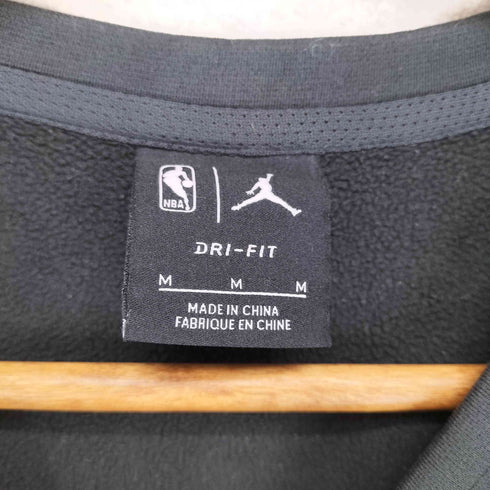 NBA
DRI-FIT
M M M
MADE IN CHINA
FABRIQUE EN CHINE